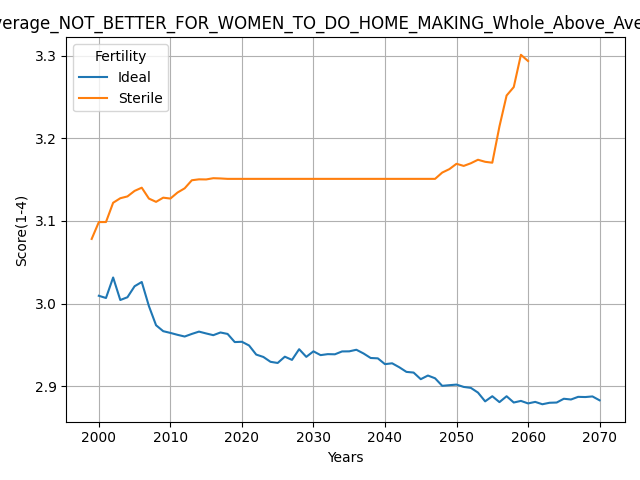 verage_NOT_BETTER_FOR_WOMEN_TO_DO_HOME_MAKING_Whole_Above_Ave
Fertility
Ideal
Sterile
Score(1-4)
3.3
3.2
3.1
3.0
2.9
2000 2010 2020 2030 2040 2050 2060 2070
Years